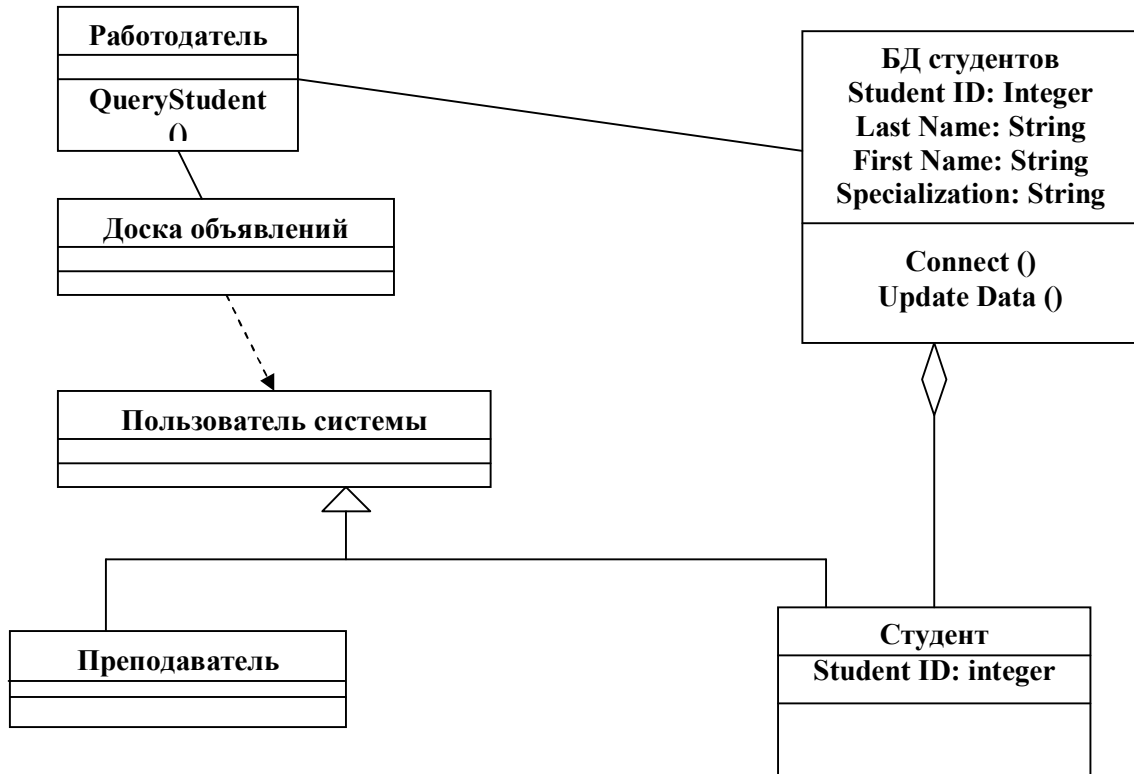 Работодатель
QueryStudent
()
БД студентов
Student ID: Integer
Last Name: String
First Name: String
Specialization: String
Connect ()
Update Data ()
Доска объявлений
Пользователь системы
Преподаватель
Студент
Student ID: integer